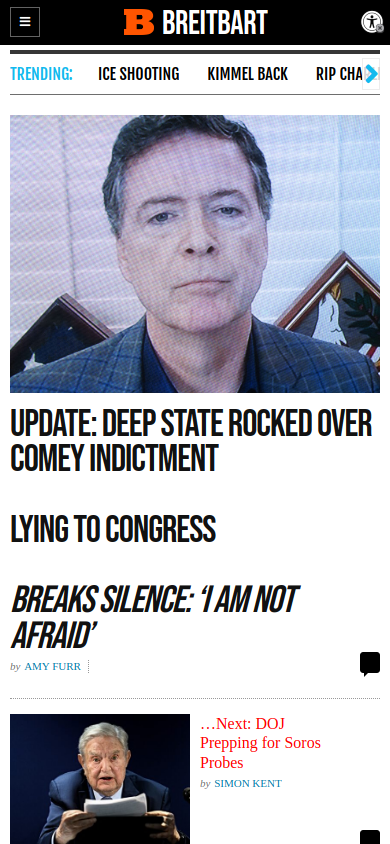 BREITBART
TRENDING: ICE SHOOTING KIMMEL BACK RIP CHA
UPDATE: DEEP STATE ROCKED OVER
COMEY INDICTMENT
LYING TO CONGRESS
BREAKS SILENCE: ‘I AM NOT
AFRAID’
by AMY FURR
…Next: DOJ
Prepping for Soros
Probes
by SIMON KENT